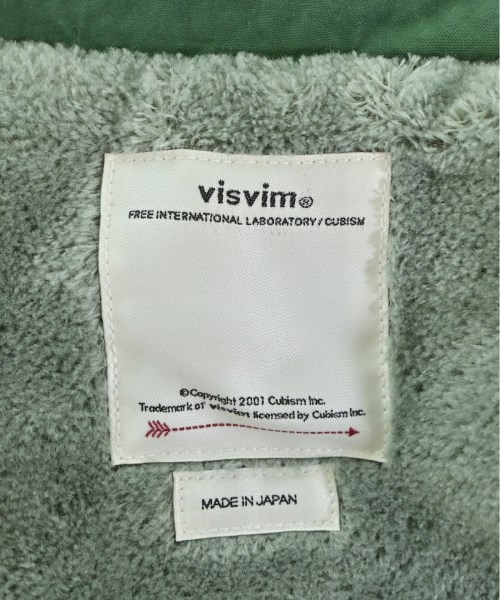 visvim®
FREE INTERNATIONAL LABORATORY / CUBISM
©Copyright 2001 Cubism Inc.
Trademark of visvim licensed by Cubism Inc.
MADE IN JAPAN